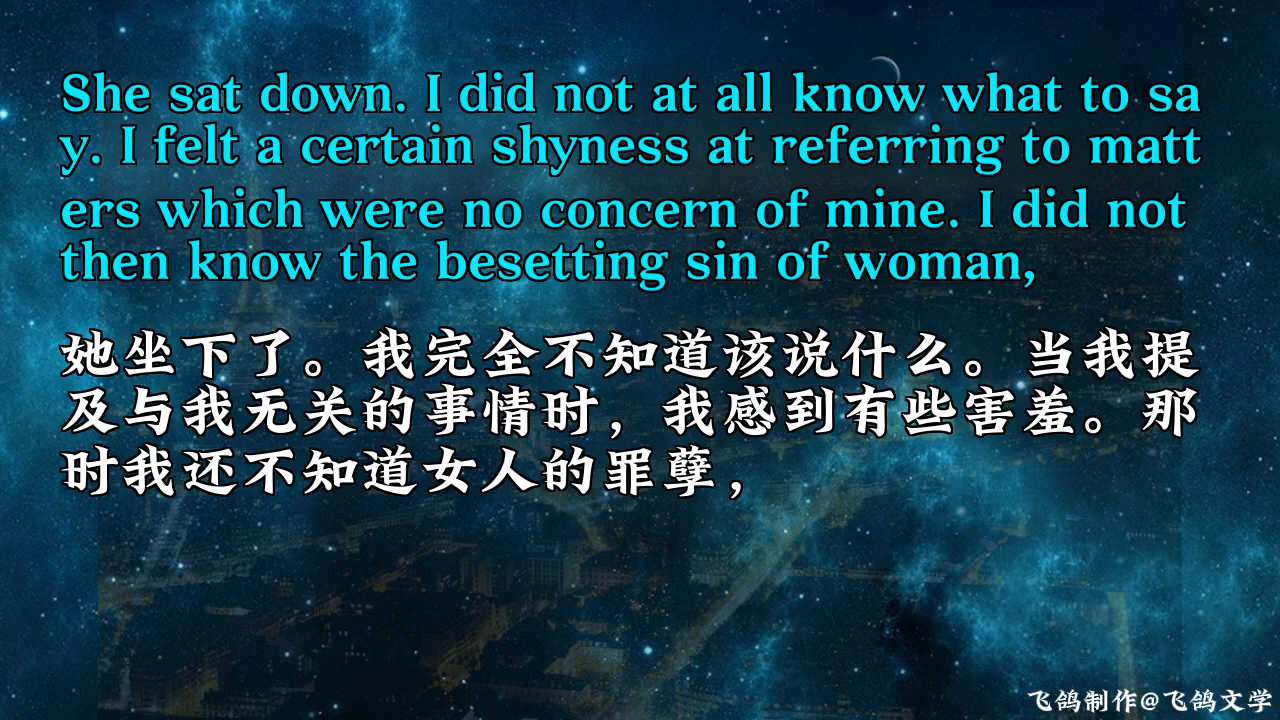 She sat down. I did not at all know what to sa
y. I felt a certain shyness at referring to matt
ers which were no concern of mine. I did not
then know the besetting sin of woman,
她坐下了。我完全不知道该说什么。当我提
及与我无关的事情时，我感到有些害羞。那
时我还不知道女人的罪孽，
飞鸽制作@飞鸽文学